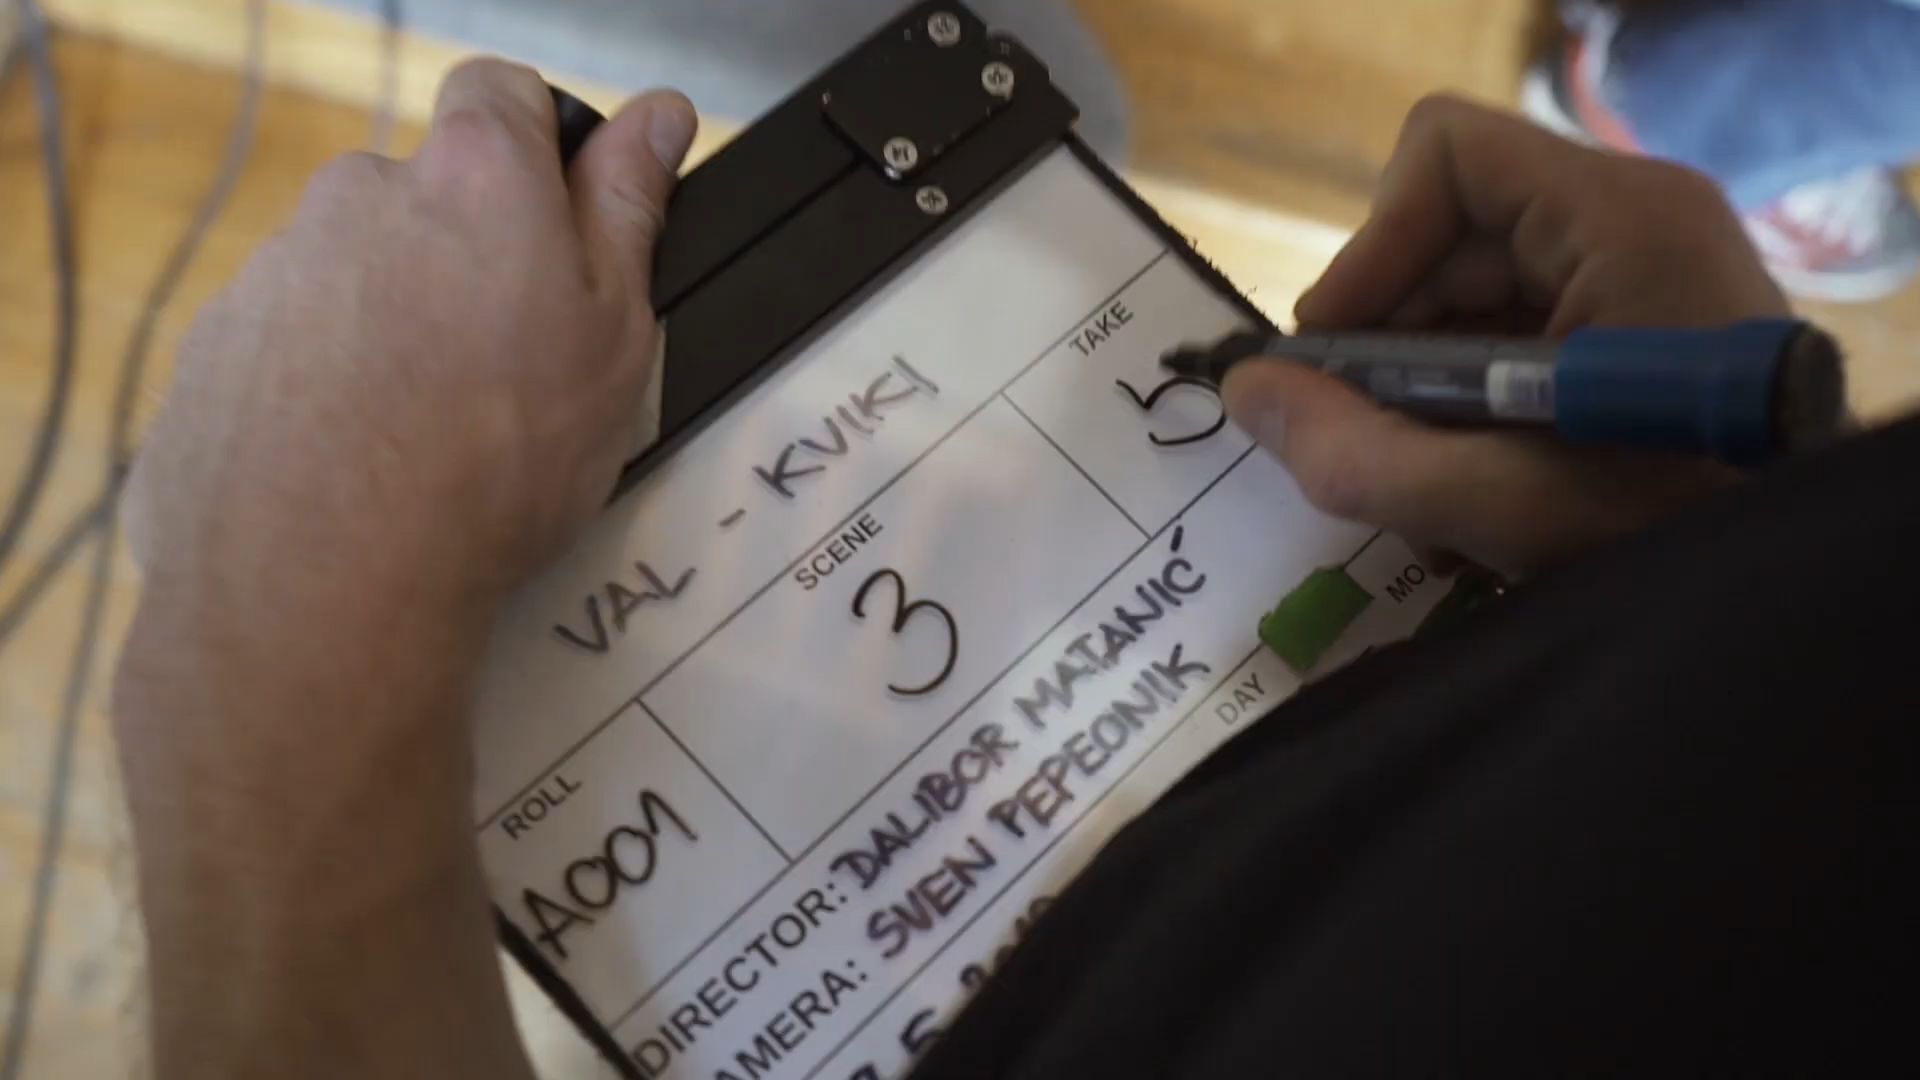 VAL - KVIKI
ROLL
A001
SCENE
3
TAKE
5
DIRECTOR: DALIBOR MATANIĆ
AMERA: SVEN PEPEONIK
DAY
MO